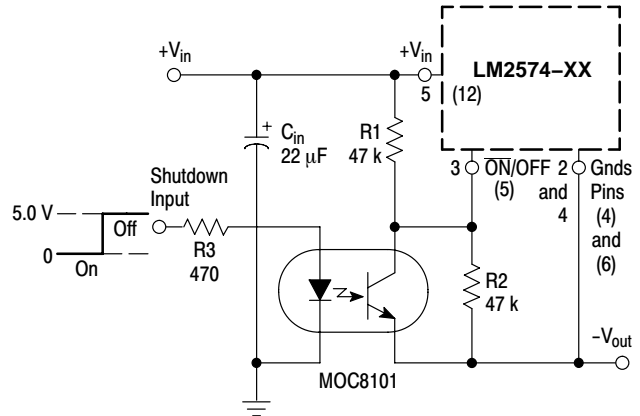 +Vin
+Vin
LM2574–XX
5
(12)
Cin
22 μF
+
R1
47 k
3
ON/OFF
(5)
2
and
4
Gnds
Pins
(4)
and
(6)
Shutdown
Input
5.0 V
Off
0
On
R3
470
R2
47 k
–Vout
MOC8101